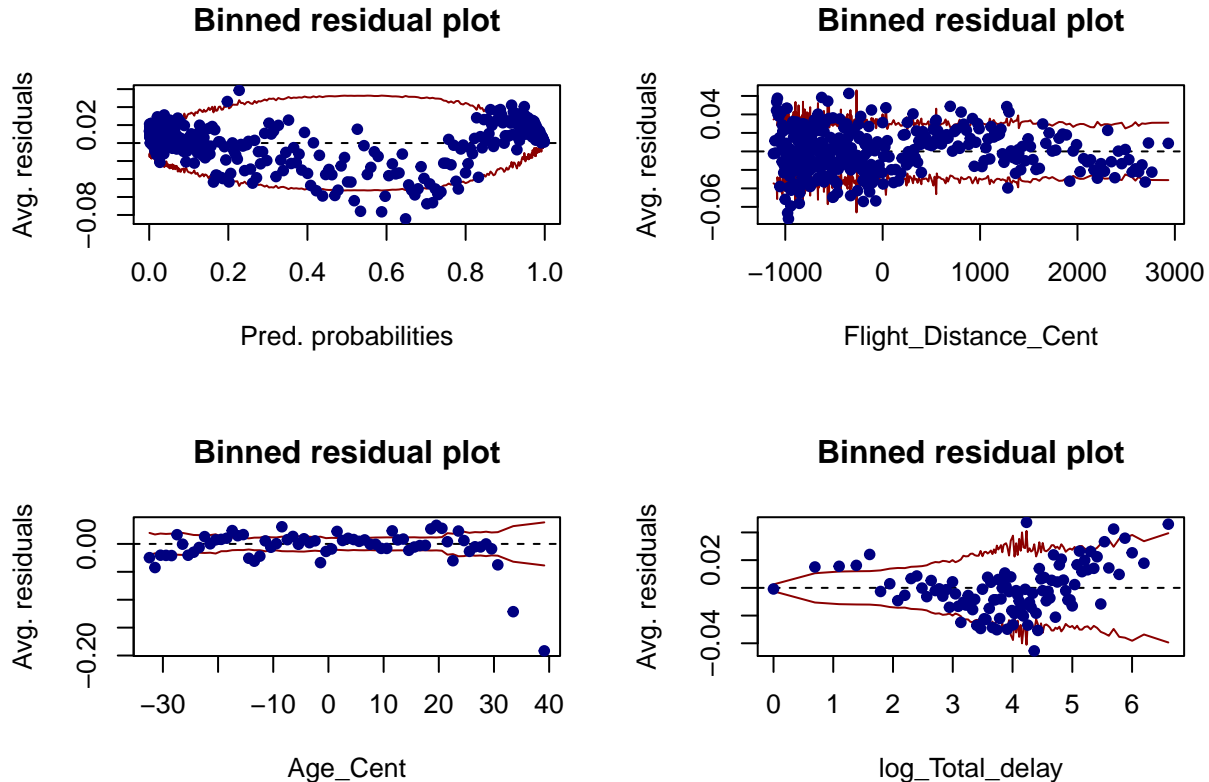 Binned residual plot
Avg. residuals
0.02
−0.08
0.0 0.2 0.4 0.6 0.8 1.0
Pred. probabilities
Binned residual plot
Avg. residuals
0.04
−0.06
−1000 0 1000 2000 3000
Flight_Distance_Cent
Binned residual plot
Avg. residuals
0.00
−0.20
−30 −10 0 10 20 30 40
Age_Cent
Binned residual plot
Avg. residuals
0.02
−0.04
0 1 2 3 4 5 6
log_Total_delay